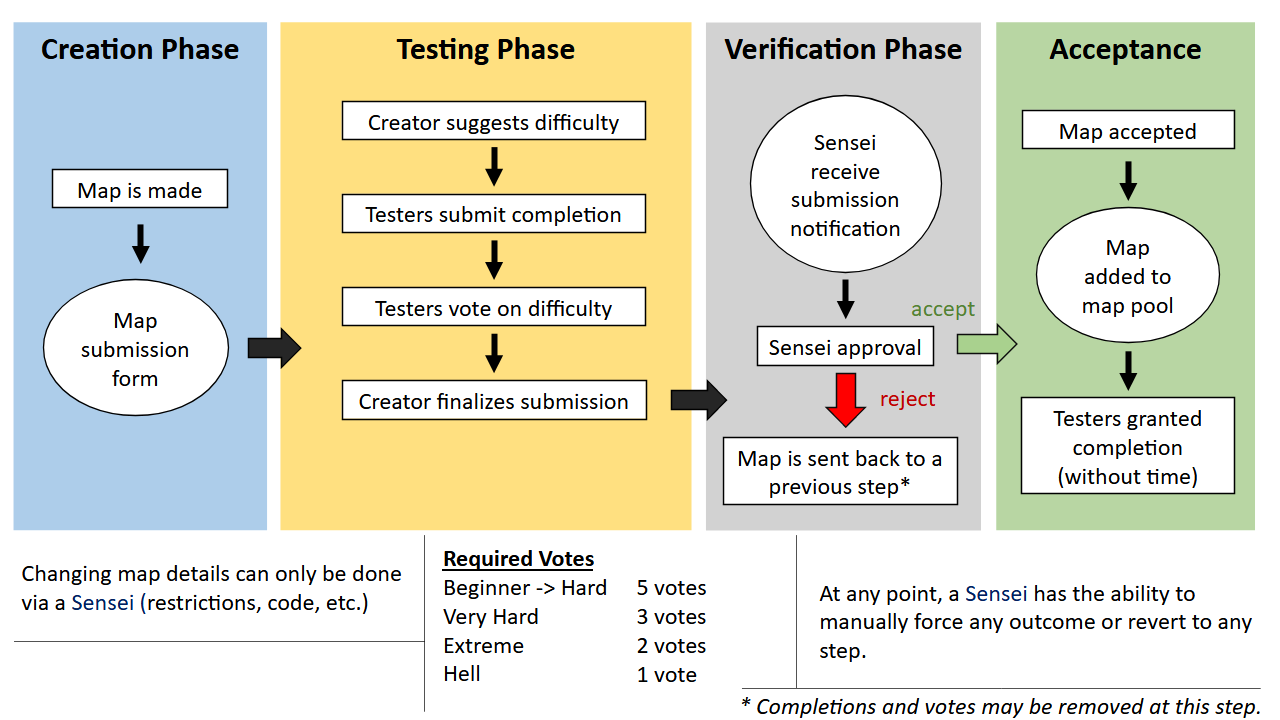 Creation Phase
Map is made
Map
submission
form
Testing Phase
Creator suggests difficulty
Testers submit completion
Testers vote on difficulty
Creator finalizes submission
Verification Phase
Sensei
receive
submission
notification
Sensei approval
accept
reject
Map is sent back to a
previous step*
Acceptance
Map accepted
Map
added to
map pool
Testers granted
completion
(without time)
Changing map details can only be done
via a Sensei (restrictions, code, etc.)
Required Votes
Beginner -> Hard 5 votes
Very Hard 3 votes
Extreme 2 votes
Hell 1 vote
At any point, a Sensei has the ability to
manually force any outcome or revert to any
step.
* Completions and votes may be removed at this step.